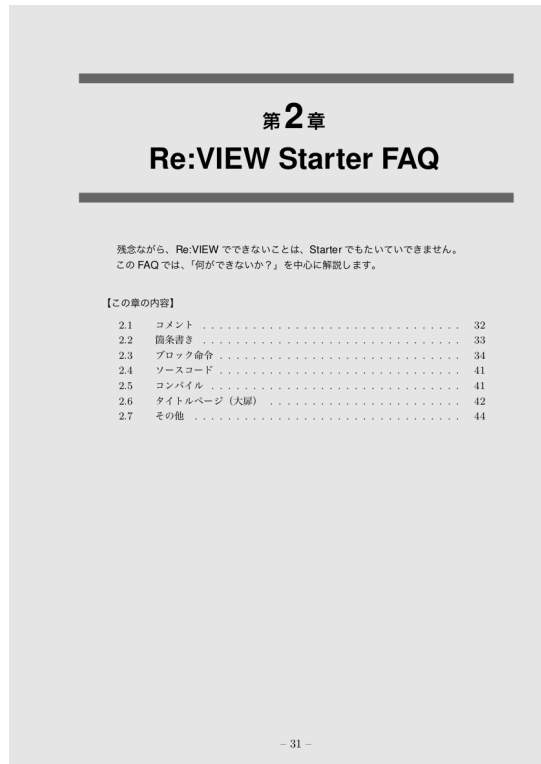 第2章
Re:VIEW Starter FAQ
残念ながら、Re:VIEW でできないことは、Starter でもたいていできません。
この FAQ では、「何ができないか？」を中心に解説します。
【この章の内容】
2.1 コメント . . . . . . . . . . . . . . . . . . . . . . . . . . . . . . . 32
2.2 箇条書き . . . . . . . . . . . . . . . . . . . . . . . . . . . . . . . 33
2.3 ブロック命令 . . . . . . . . . . . . . . . . . . . . . . . . . . . . . 34
2.4 ソースコード . . . . . . . . . . . . . . . . . . . . . . . . . . . . . 41
2.5 コンパイル . . . . . . . . . . . . . . . . . . . . . . . . . . . . . . 41
2.6 タイトルページ（大扉） . . . . . . . . . . . . . . . . . . . . . . . 42
2.7 その他 . . . . . . . . . . . . . . . . . . . . . . . . . . . . . . . . 44
– 31 –